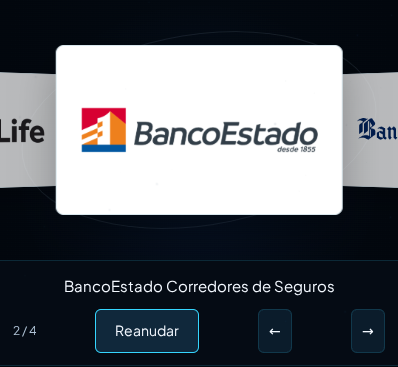 Life
BancoEstado
desde 1855
Ban
BancoEstado Corredores de Seguros
2 / 4
Reanudar
←
→